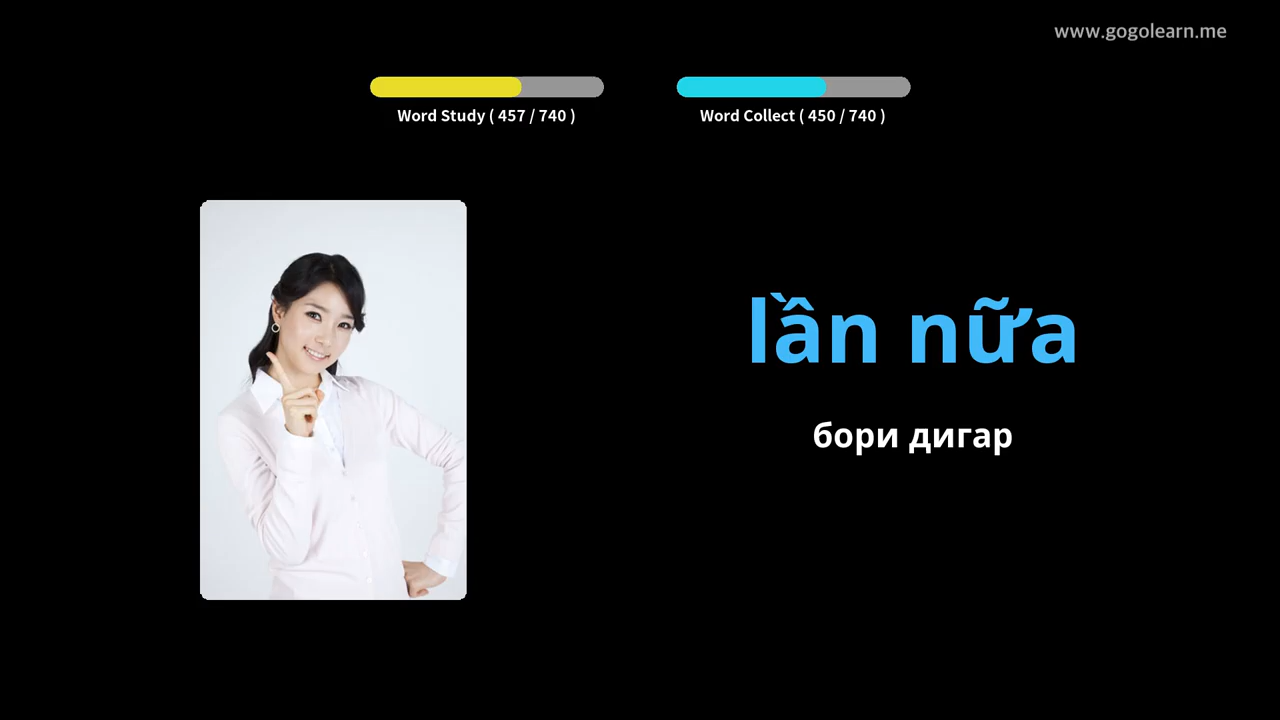 www.gogolearn.me
Word Study ( 457 / 740 )
Word Collect ( 450 / 740 )
lần nữa
бори дигар